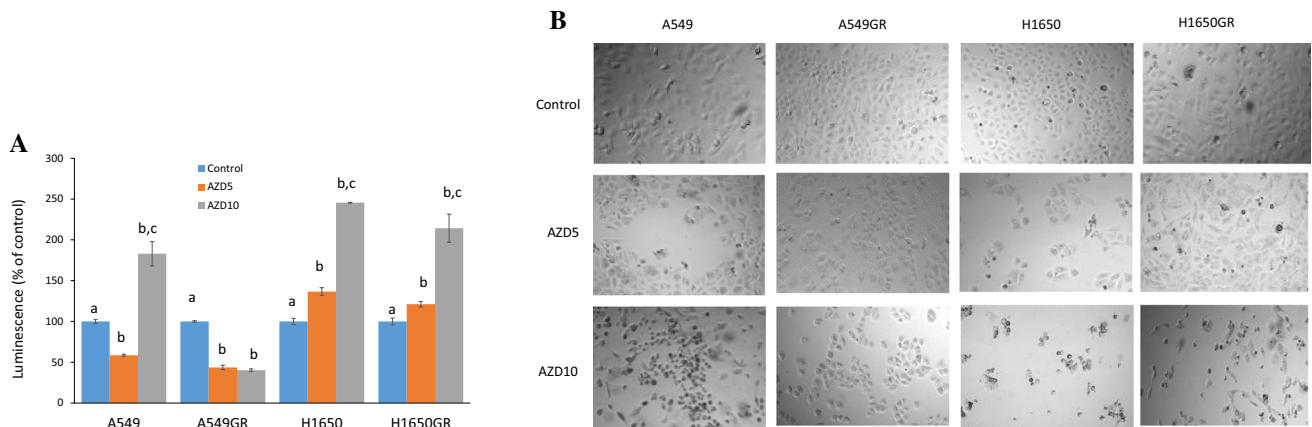 A
Luminescence (% of control)
300
250
200
150
100
50
0
Control
AZD5
AZD10
a
b
b,c
a
b
b
a
b
b,c
a
b
b,c
A549
A549GR
H1650
H1650GR
B
A549
A549GR
H1650
H1650GR
Control
AZD5
AZD10